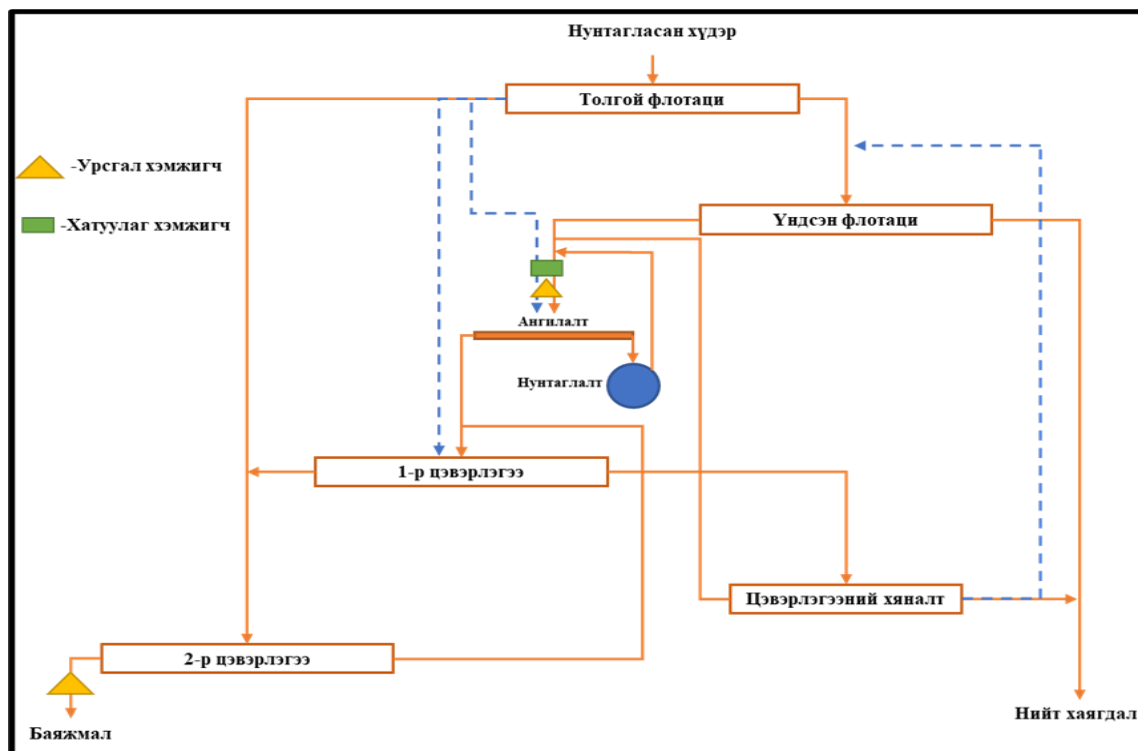 Нунтагласан хүдэр
Толгой флотаци
-Урсгал хэмжигч
Үндсэн флотаци
-Хатуулаг хэмжигч
Ангилалт
Нунтаглалт
1-р цэвэрлэгээ
Цэвэрлэгээний хяналт
2-р цэвэрлэгээ
Нийт хаягдал
Баяжмал